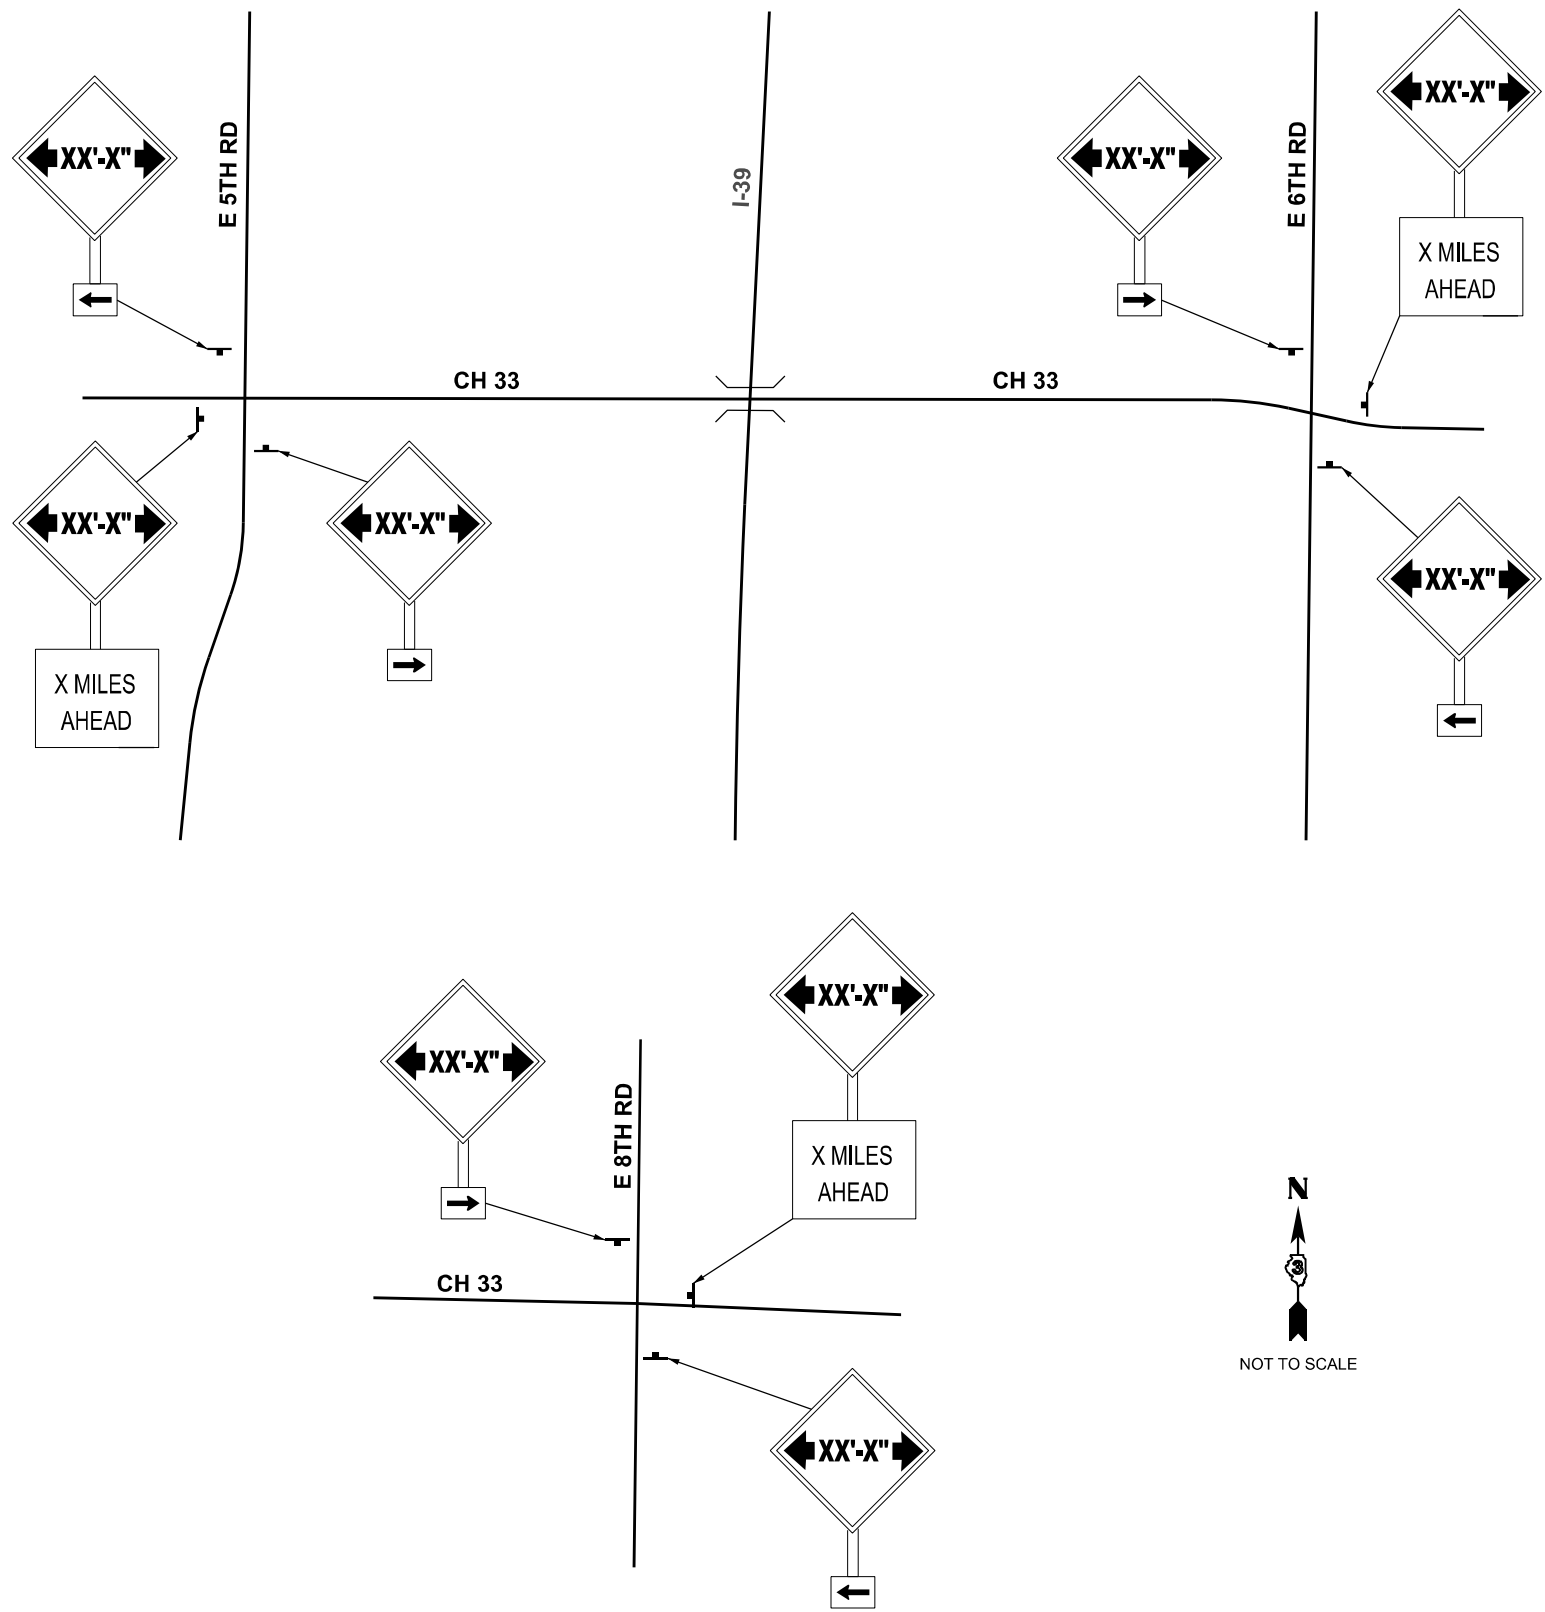 XX'-X"
E 5TH RD
I-39
XX'-X"
E 6TH RD
XX'-X"
X MILES
AHEAD
CH 33
CH 33
XX'-X"
X MILES
AHEAD
XX'-X"
XX'-X"
XX'-X"
E 8TH RD
XX'-X"
X MILES
AHEAD
CH 33
XX'-X"
N
3
NOT TO SCALE